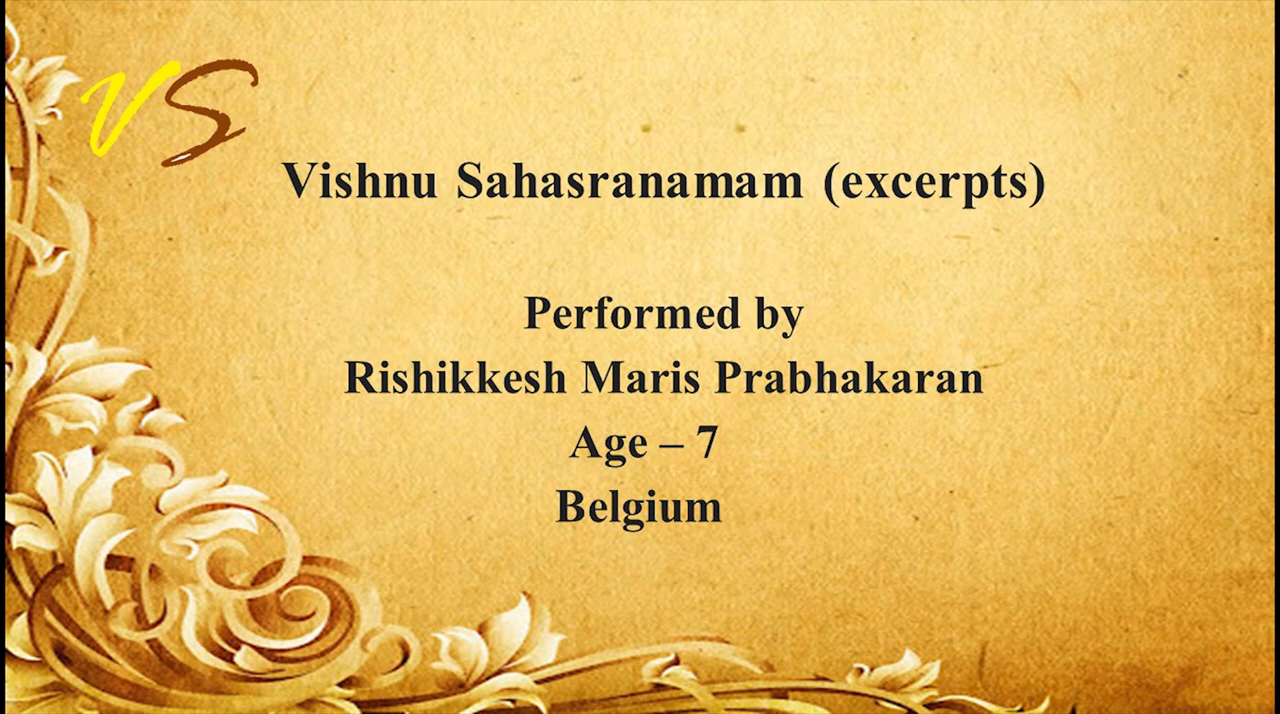 VS
Vishnu Sahasranamam (excerpts)
Performed by
Rishikkesh Maris Prabhakaran
Age – 7
Belgium